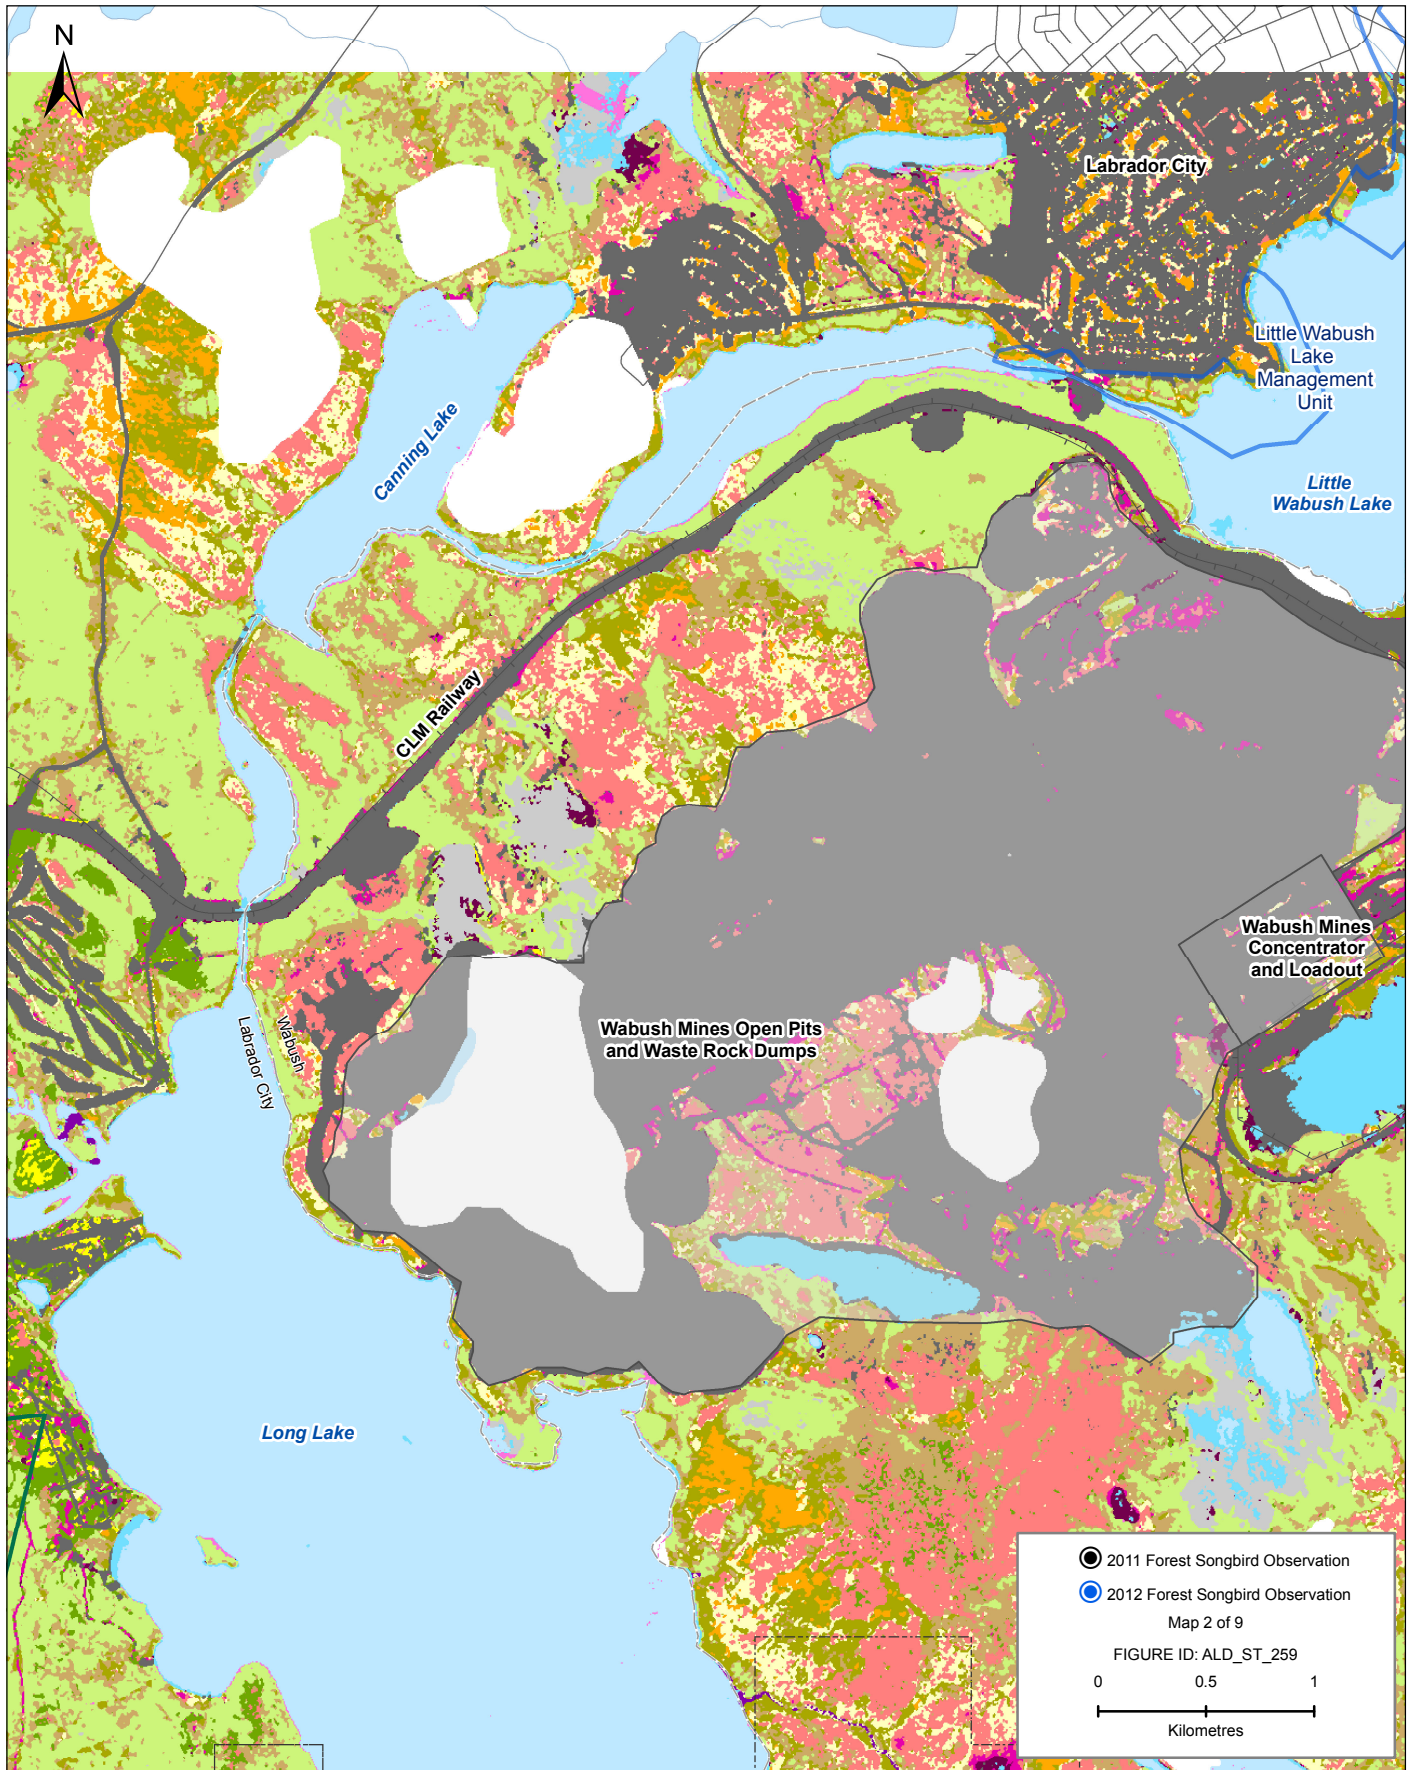 N
Labrador City
Little Wabush
Lake
Management
Unit
Canning Lake
Little
Wabush Lake
CLM Railway
Wabush Mines
Concentrator
and Loadout
Wabush Mines Open Pits
and Waste Rock Dumps
Wabush
Labrador City
Long Lake
2011 Forest Songbird Observation
2012 Forest Songbird Observation
Map 2 of 9
FIGURE ID: ALD_ST_259
0 0.5 1
Kilometres